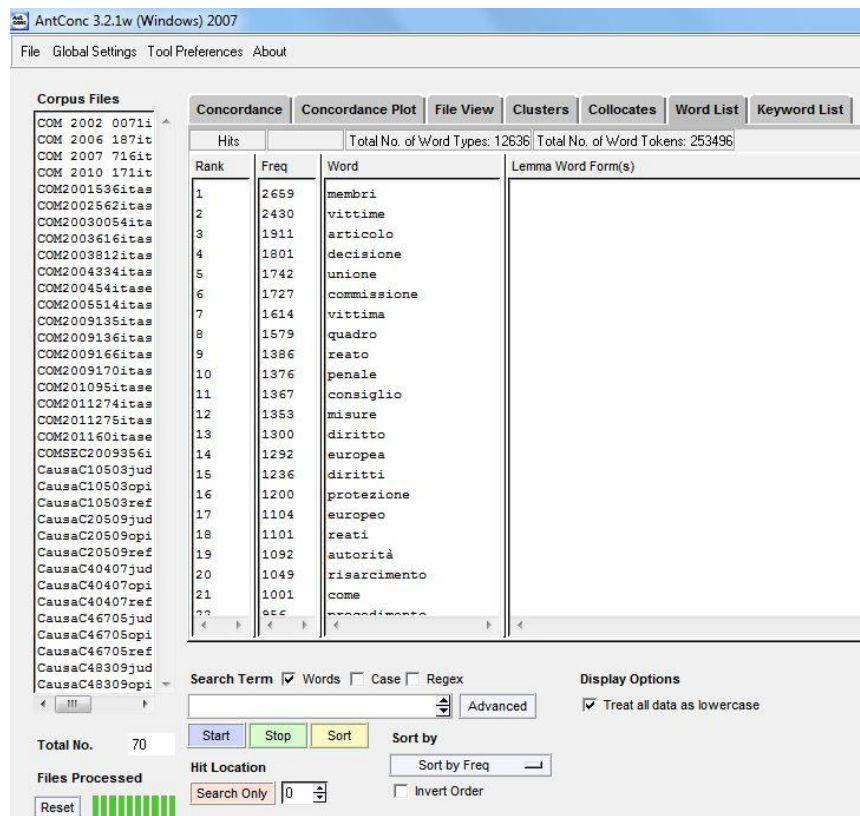 AntConc 3.2.1w (Windows) 2007
File Global Settings Tool Preferences About
Corpus Files
COM 2002 0071i
COM 2006 187it
COM 2007 716it
COM 2010 171it
COM2001536itas
COM2002562itas
COM20030054ita
COM2003616itas
COM2003812itas
COM2004334itas
COM200454itase
COM2005514itas
COM2009135itas
COM2009136itas
COM2009166itas
COM2009170itas
COM201095itase
COM2011274itas
COM2011275itas
COM201160itase
COMSEC2009356i
CausaC10503jud
CausaC10503opi
CausaC10503ref
CausaC20509jud
CausaC20509opi
CausaC20509ref
CausaC40407jud
CausaC40407opi
CausaC40407ref
CausaC46705jud
CausaC46705opi
CausaC46705ref
CausaC48309jud
CausaC48309opi
Total No. 70
Files Processed
Reset
Concordance Concordance Plot File View Clusters Collocates Word List Keyword List
Hits Total No. of Word Types: 12636 Total No. of Word Tokens: 253496
Rank Freq Word Lemma Word Form(s)
1 2659 membri
2 2430 vittime
3 1911 articolo
4 1801 decisione
5 1742 unione
6 1727 commissione
7 1614 vittima
8 1579 quadro
9 1386 reato
10 1376 penale
11 1367 consiglio
12 1353 misure
13 1300 diritto
14 1292 europea
15 1236 diritti
16 1200 protezione
17 1104 europeo
18 1101 reati
19 1092 autorità
20 1049 risarcimento
21 1001 come
22 956 procedimento
Search Term Words Case Regex
Advanced
Start Stop Sort
Hit Location
Search Only 0
Sort by
Sort by Freq
Invert Order
Display Options
Treat all data as lowercase